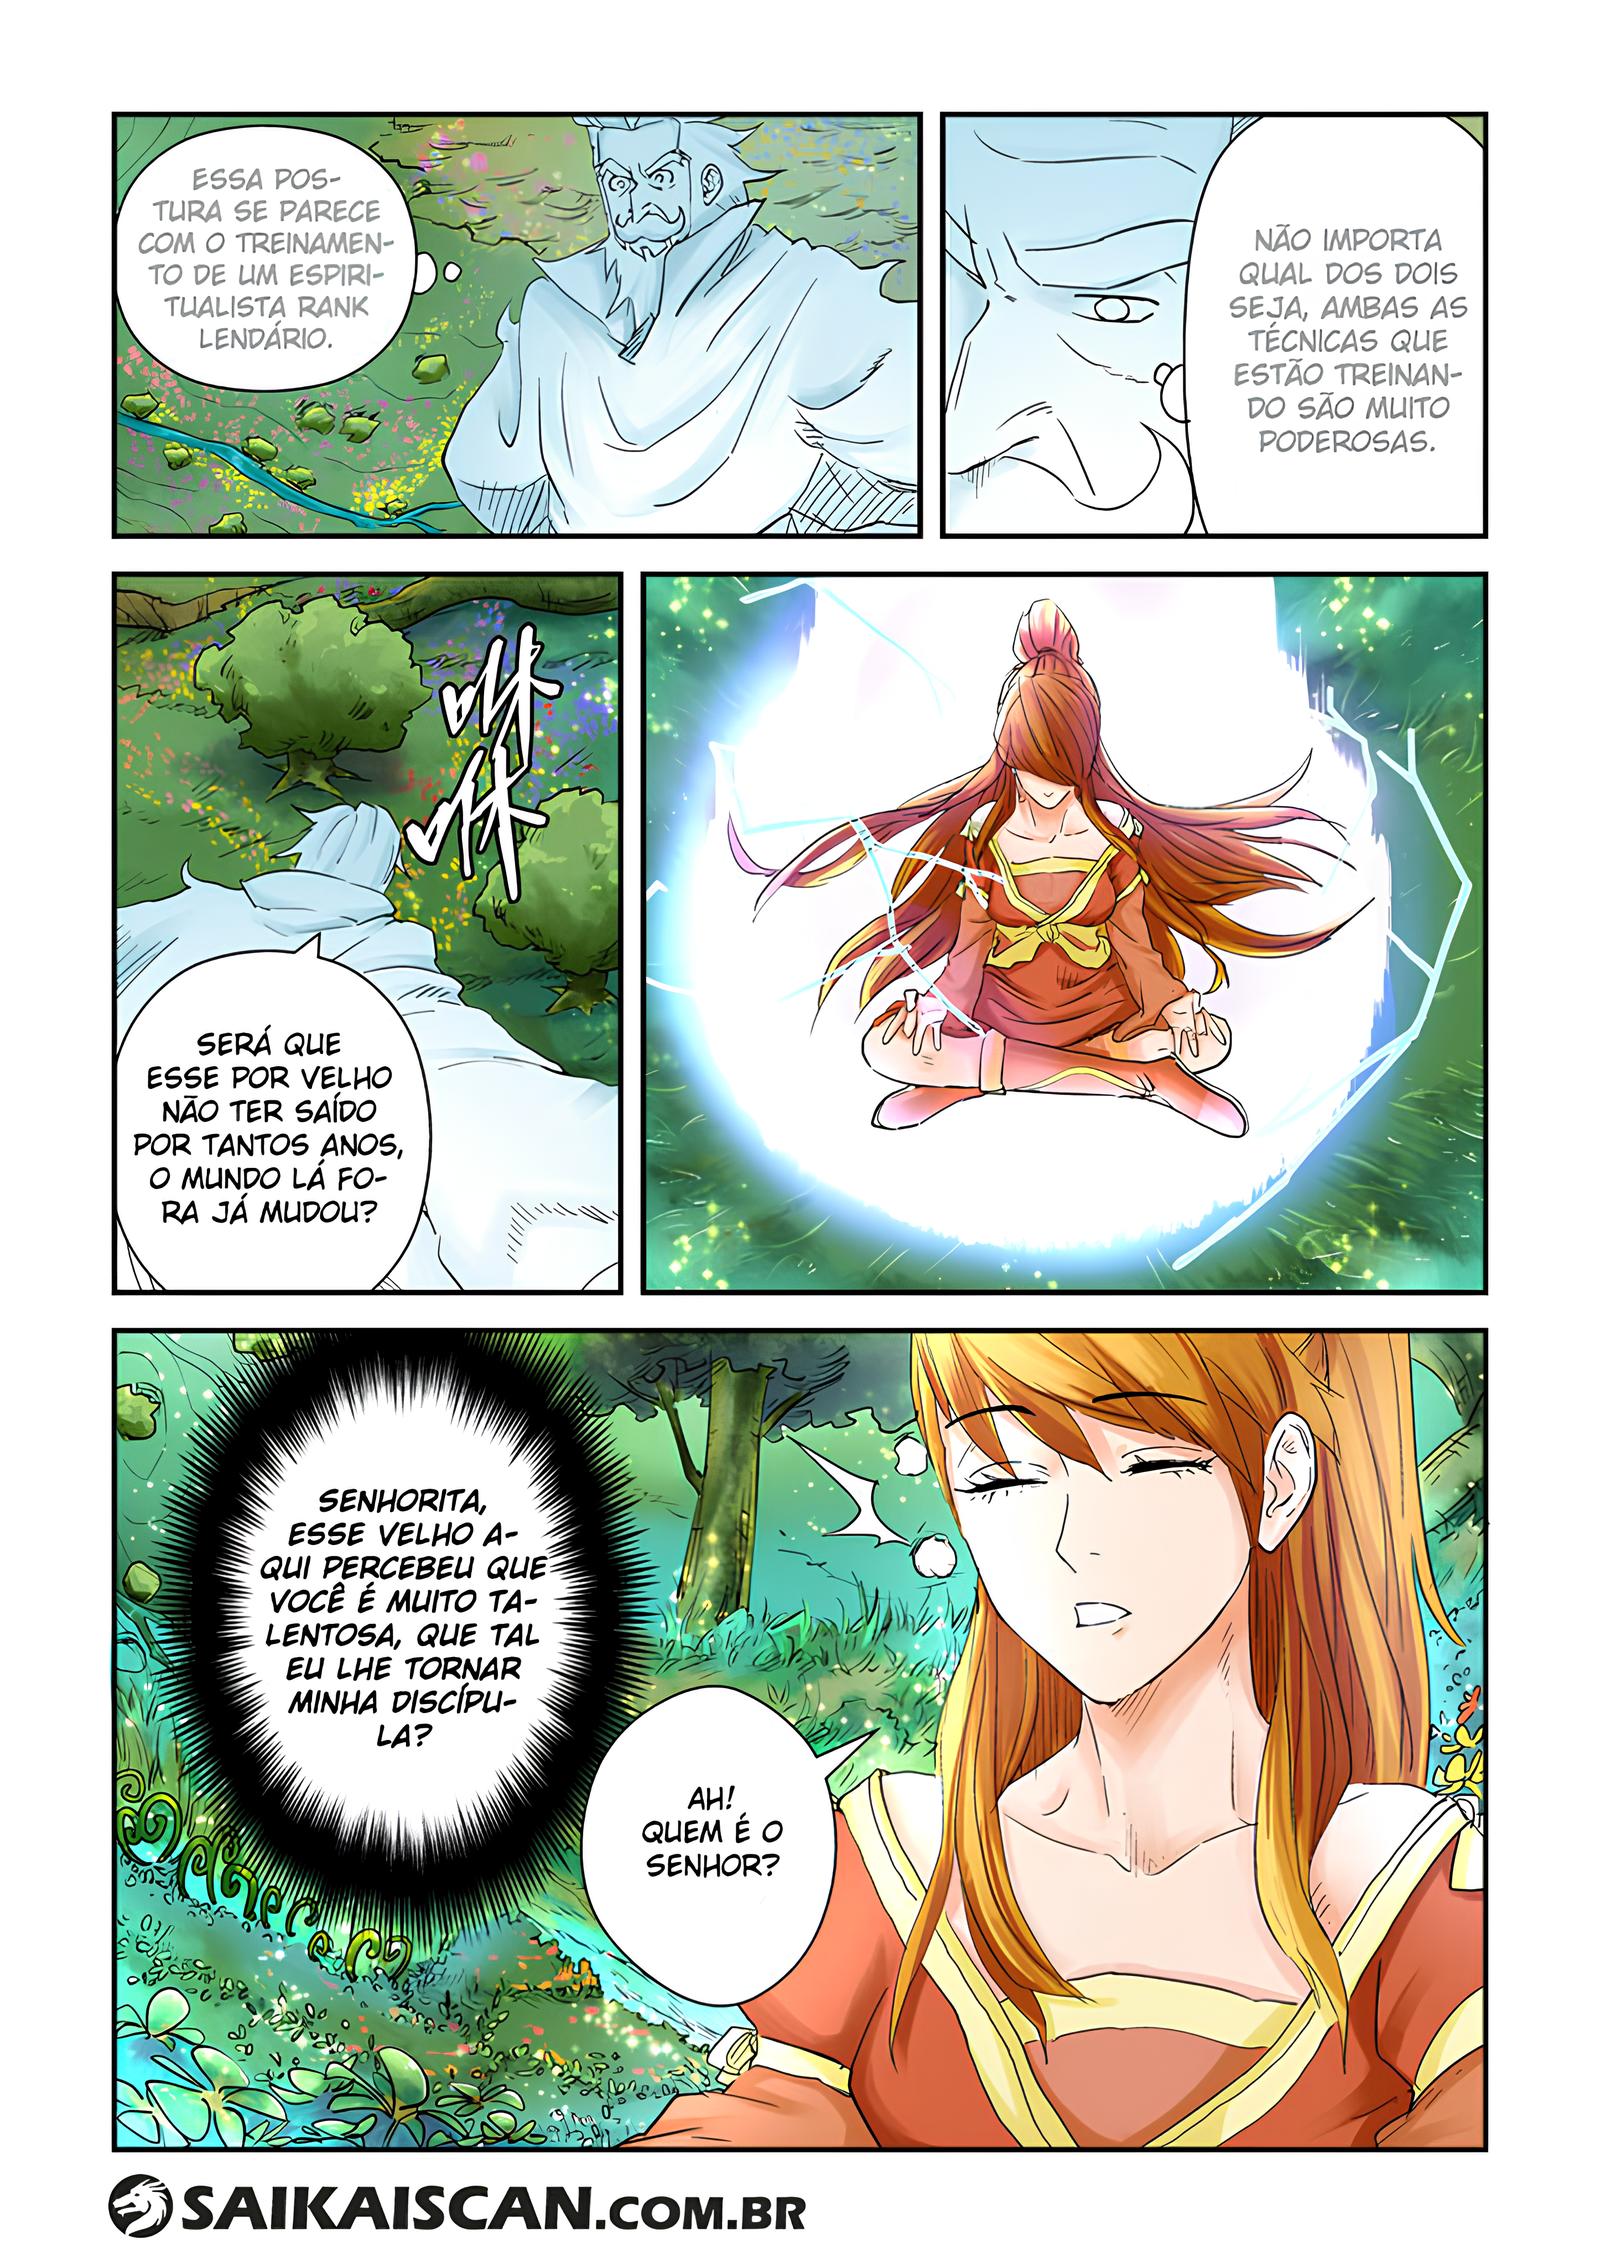 ESSA POS-
TURA SE PARECE
COM O TREINAMEN-
TO DE UM ESPIRI-
TUALISTA RANK
LENDÁRIO.
NÃO IMPORTA
QUAL DOS DOIS
SEJA, AMBAS AS
TÉCNICAS QUE
ESTÃO TREINAN-
DO SÃO MUITO
PODEROSAS.
咻
咻
SERÁ QUE
ESSE POR VELHO
NÃO TER SAÍDO
POR TANTOS ANOS,
O MUNDO LÁ FO-
RA JÁ MUDOU?
SENHORITA,
ESSE VELHO A-
QUI PERCEBEU QUE
VOCÊ É MUITO TA-
LENTOSA, QUE TAL
EU LHE TORNAR
MINHA DISCÍPU-
LA?
AH!
QUEM É O
SENHOR?
SAIKAISCAN.COM.BR